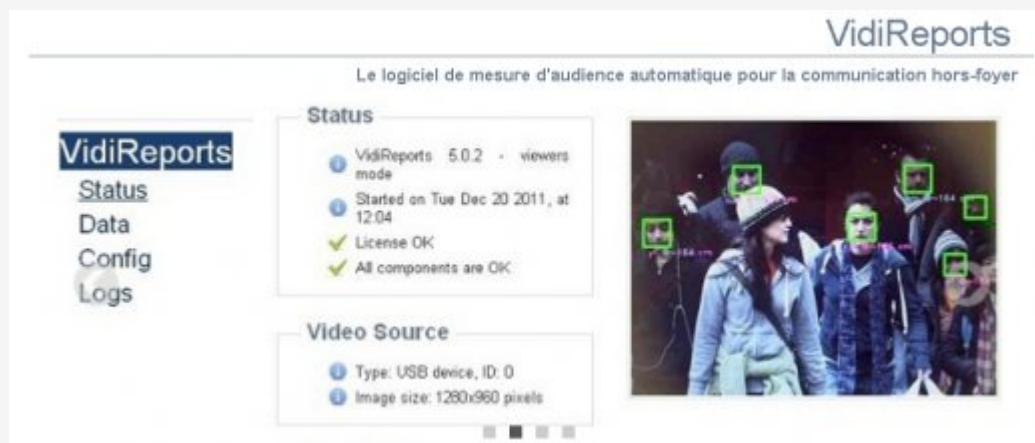 VidiReports
Le logiciel de mesure d'audience automatique pour la communication hors-foyer
VidiReports
Status
Data
Config
Logs
Status
VidiReports 5.0.2 - viewers
mode
Started on Tue Dec 20 2011, at
12:04
License OK
All components are OK
Video Source
Type: USB device, ID: 0
Image size: 1280x960 pixels